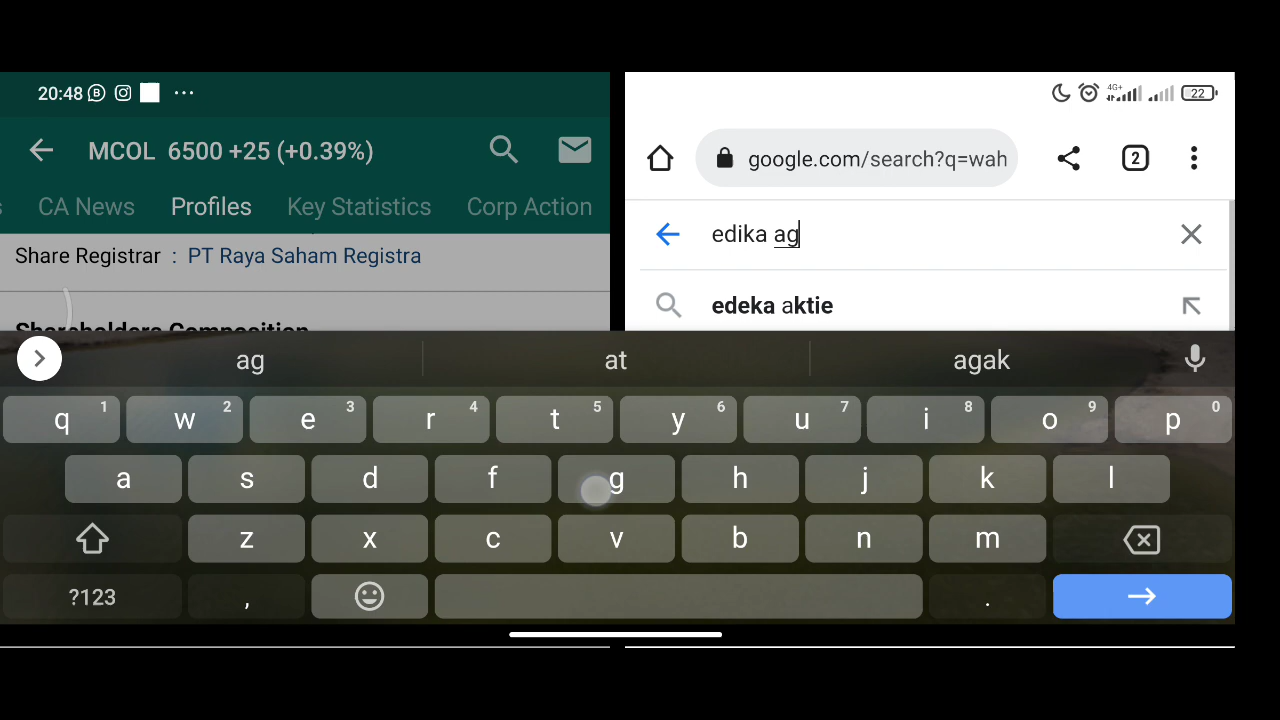 20:48 ...
MCOL 6500 +25 (+0.39%)
s CA News Profiles Key Statistics Corp Action
Share Registrar : PT Raya Saham Registra
Shareholders Composition
4G+ 22
google.com/search?q=wah 2
edika ag
edeka aktie
ag at agak
q 1 w 2 e 3 r 4 t 5 y 6 u 7 i 8 o 9 p 0
a s d f g h j k l
z x c v b n m
?123 , .